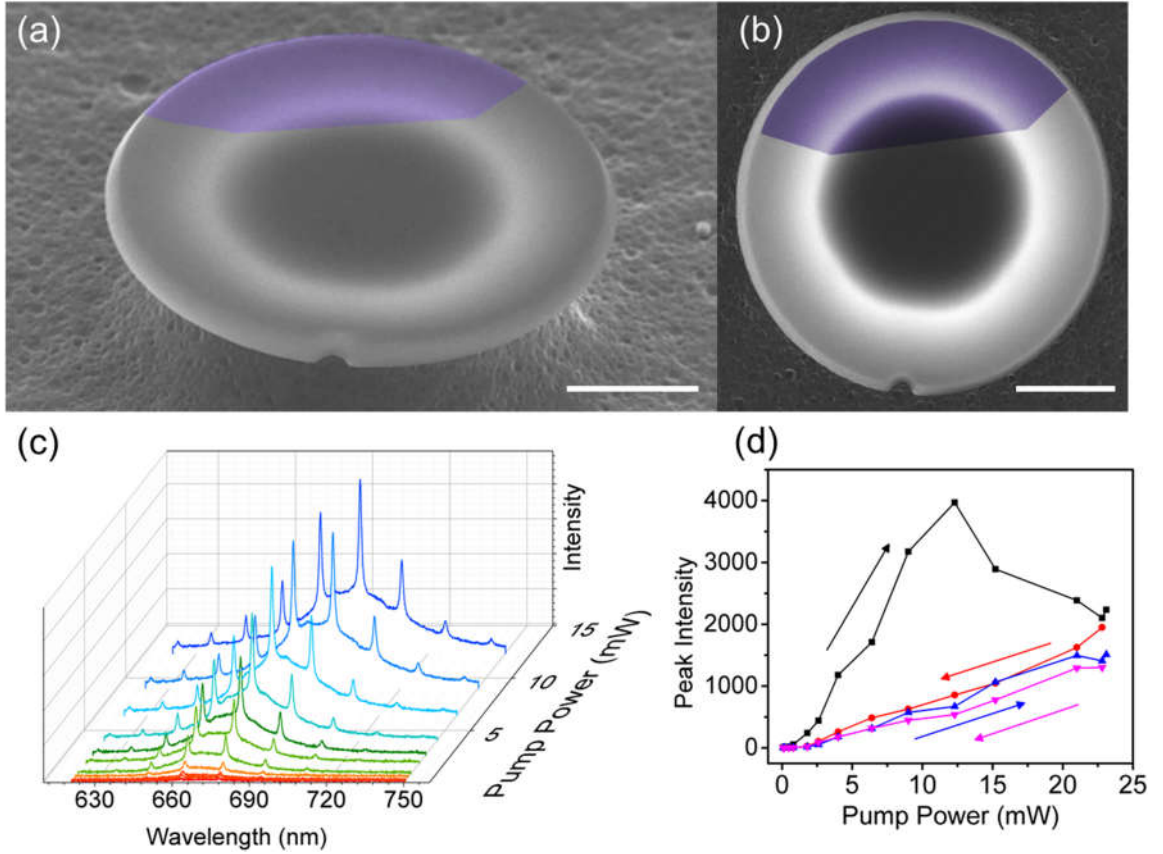 (a)
(b)
(c)
Intensity
15
10
5
Pump Power (mW)
630 660 690 720 750
Wavelength (nm)
(d)
4000
3000
2000
1000
0
Peak Intensity
0 5 10 15 20 25
Pump Power (mW)